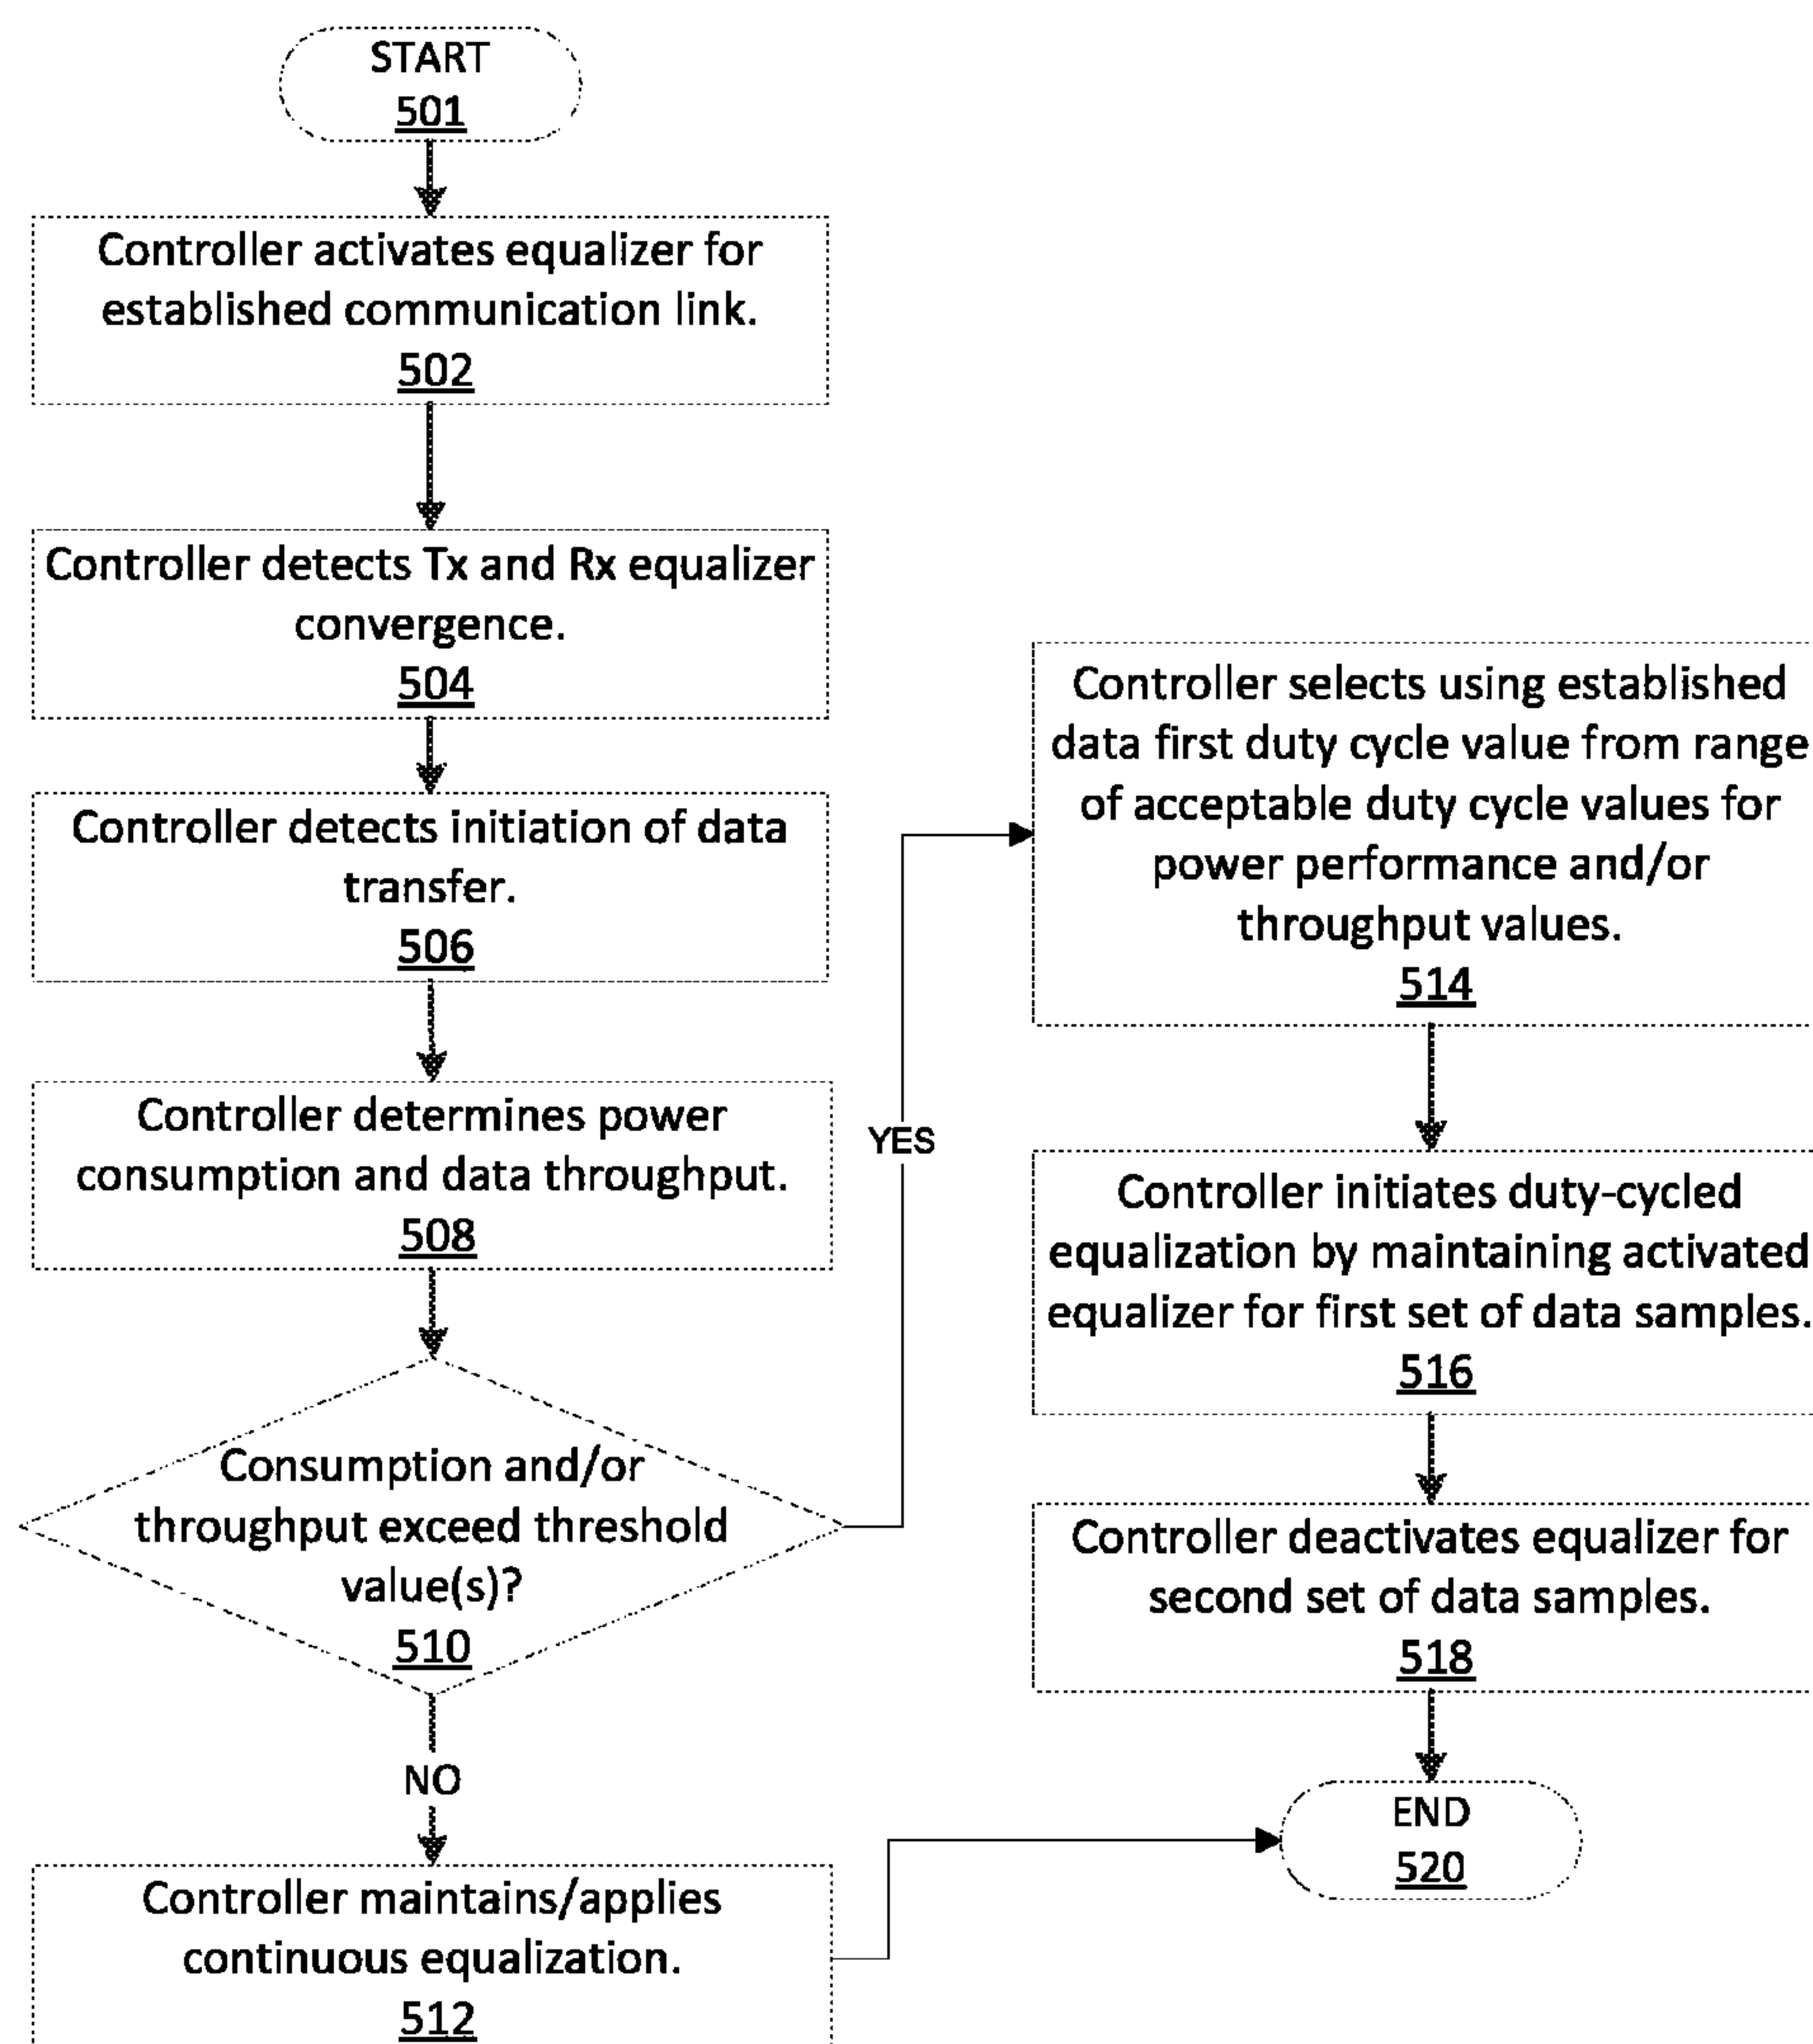 START
501
Controller activates equalizer for
established communication link.
502
Controller detects Tx and Rx equalizer
convergence.
504
Controller detects initiation of data
transfer.
506
Controller determines power
consumption and data throughput.
508
Consumption and/or
throughput exceed threshold
value(s)?
510
NO
Controller maintains/applies
continuous equalization.
512
YES
Controller selects using established
data first duty cycle value from range
of acceptable duty cycle values for
power performance and/or
throughput values.
514
Controller initiates duty-cycled
equalization by maintaining activated
equalizer for first set of data samples.
516
Controller deactivates equalizer for
second set of data samples.
518
END
520